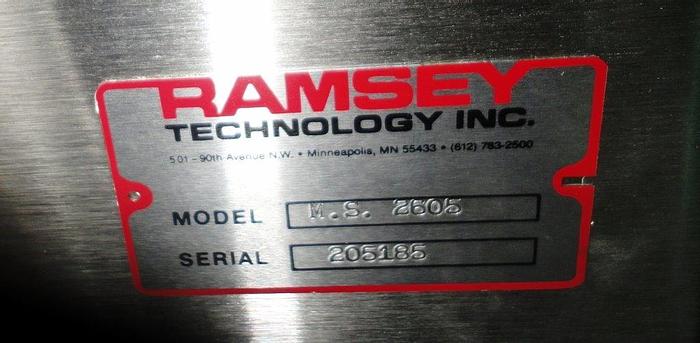 RAMSEY
TECHNOLOGY INC.
501 - 90th Avenue N.W. • Minneapolis, MN 55433 • (612) 783-2500
MODEL M.S. 2605
SERIAL 205185